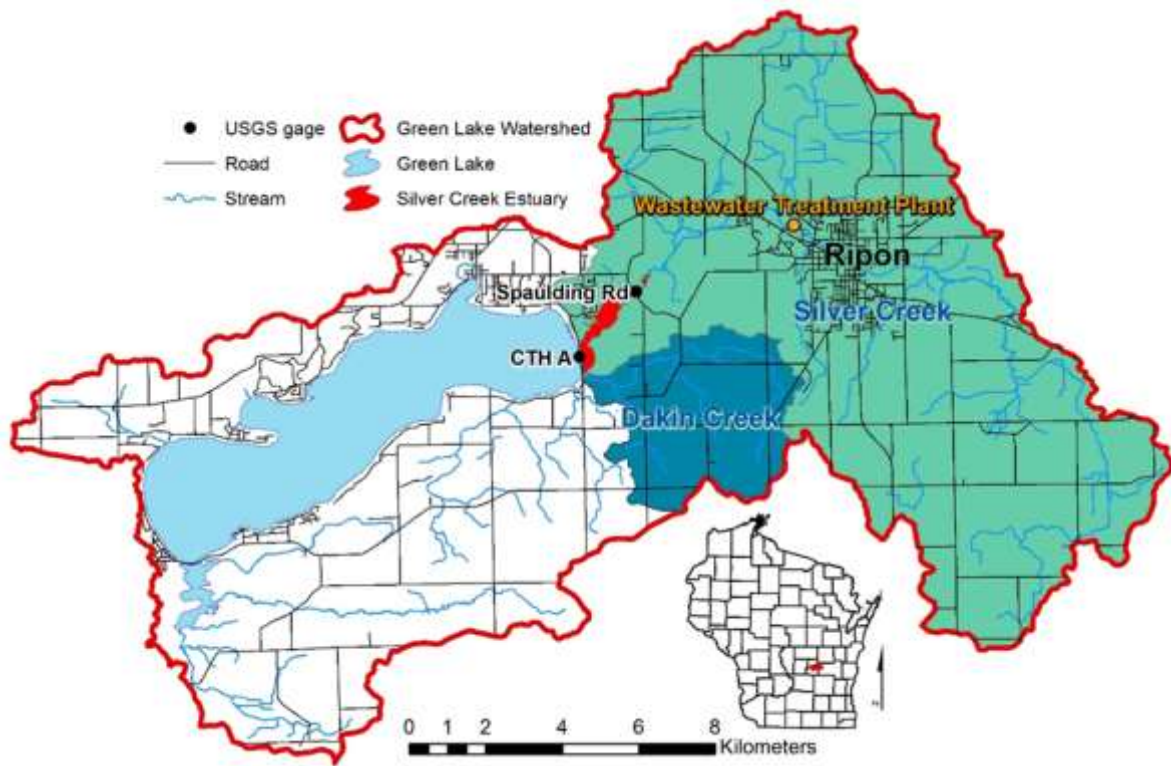 USGS gage
Green Lake Watershed
Road
Green Lake
Stream
Silver Creek Estuary
Wastewater Treatment Plant
Ripon
Spaulding Rd
Silver Creek
CTH A
Dakin Creek
0 1 2 4 6 8
Kilometers